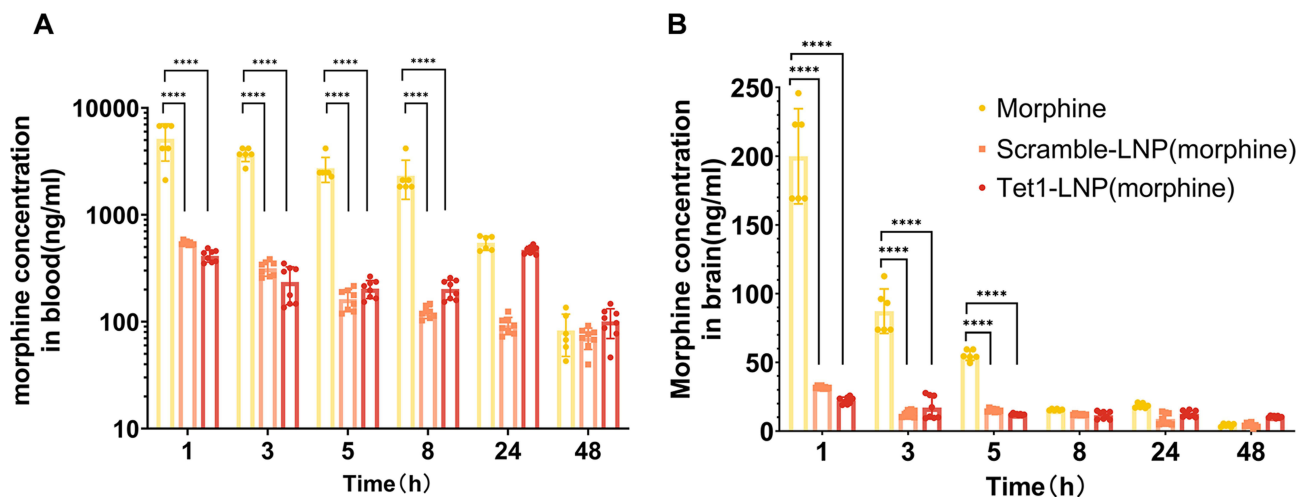 A
**** **** **** ****
**** **** **** ****
10000
1000
100
10
morphine concentration
in blood(ng/ml)
1 3 5 8 24 48
Time(h)
B
****
****
****
****
****
****
250
200
150
100
50
0
Morphine concentration
in brain(ng/ml)
Morphine
Scramble-LNP(morphine)
Tet1-LNP(morphine)
1 3 5 8 24 48
Time(h)